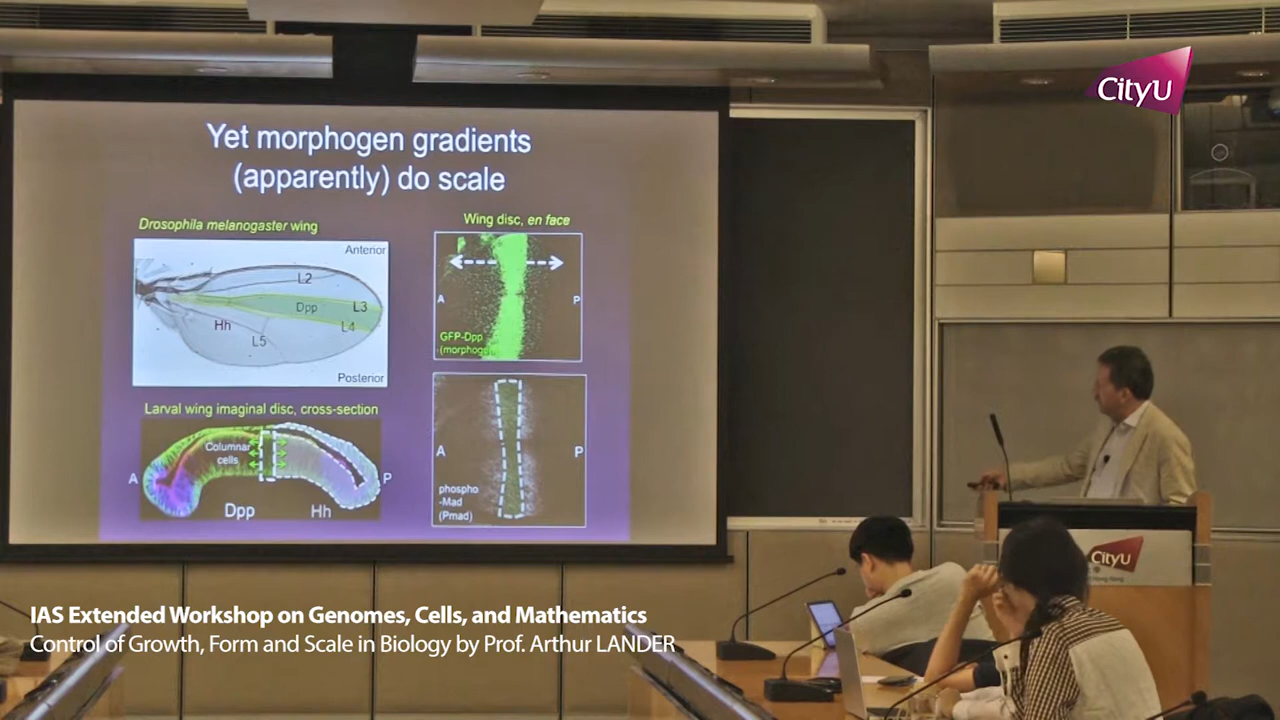 CityU
Yet morphogen gradients
(apparently) do scale
Drosophila melanogaster wing
Anterior
L2
Dpp
L3
Hh
L4
L5
Posterior
Wing disc, en face
A
P
GFP-Dpp
(morphogen)
Larval wing imaginal disc, cross-section
Columnar
cells
A
P
Dpp
Hh
A
P
phospho
-Mad
(Pmad)
CityU
IAS Extended Workshop on Genomes, Cells, and Mathematics
Control of Growth, Form and Scale in Biology by Prof. Arthur LANDER